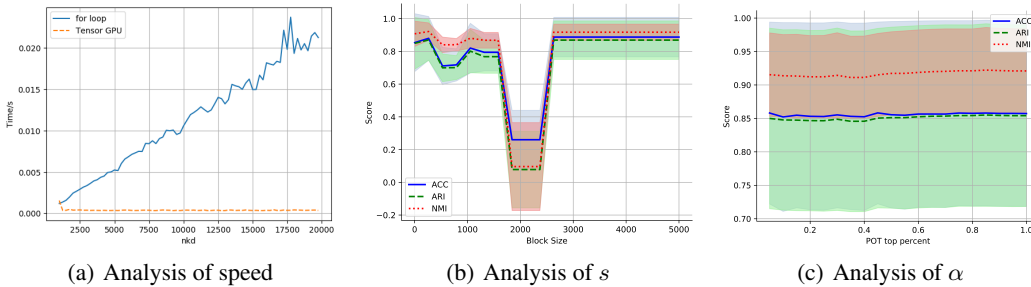 for loop
Tensor GPU
0.020
0.015
0.010
0.005
0.000
Time/s
2500 5000 7500 10000 12500 15000 17500 20000
nkd
(a) Analysis of speed
1.0
0.8
0.6
0.4
0.2
0.0
−0.2
Score
ACC
ARI
NMI
0 1000 2000 3000 4000 5000
Block Size
(b) Analysis of s
1.00
0.95
0.90
0.85
0.80
0.75
0.70
Score
ACC
ARI
NMI
0.2 0.4 0.6 0.8 1.0
POT top percent
(c) Analysis of α